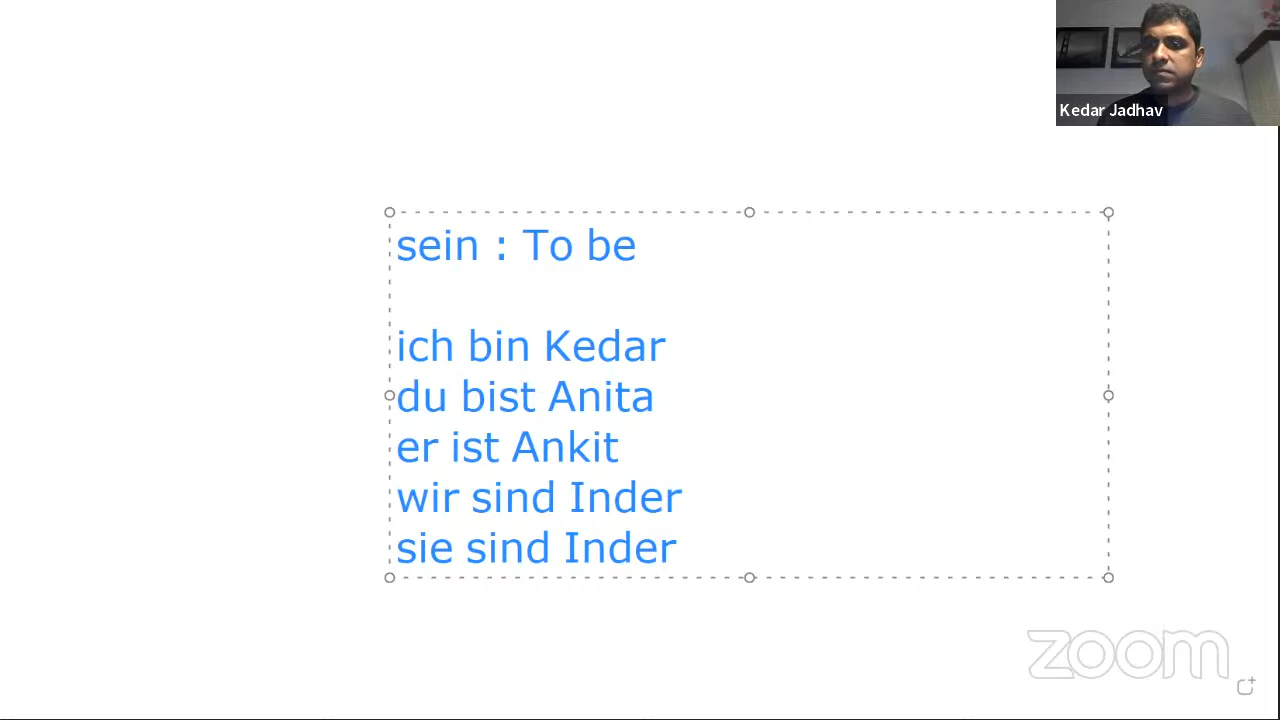 Kedar Jadhav
sein : To be
ich bin Kedar
du bist Anita
er ist Ankit
wir sind Inder
sie sind Inder
zoom